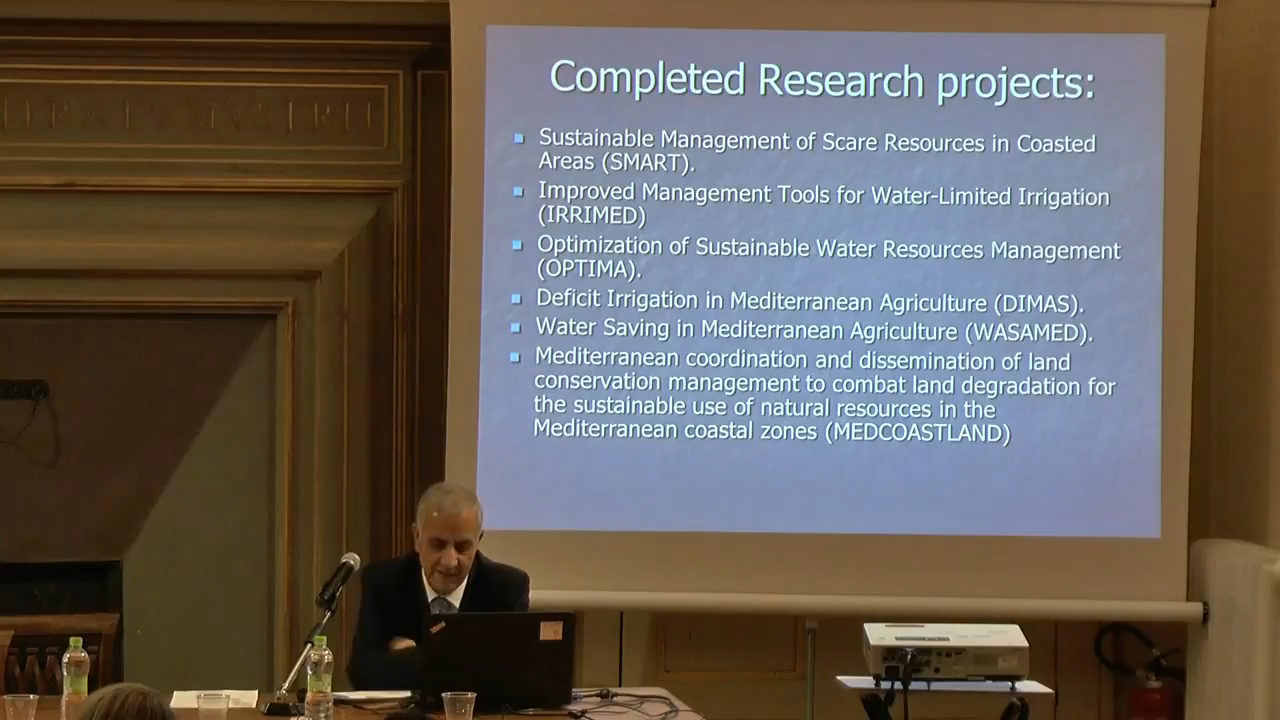 Completed Research projects:
Sustainable Management of Scare Resources in Coasted
Areas (SMART).
Improved Management Tools for Water-Limited Irrigation
(IRRIMED)
Optimization of Sustainable Water Resources Management
(OPTIMA).
Deficit Irrigation in Mediterranean Agriculture (DIMAS).
Water Saving in Mediterranean Agriculture (WASAMED).
Mediterranean coordination and dissemination of land
conservation management to combat land degradation for
the sustainable use of natural resources in the
Mediterranean coastal zones (MEDCOASTLAND)